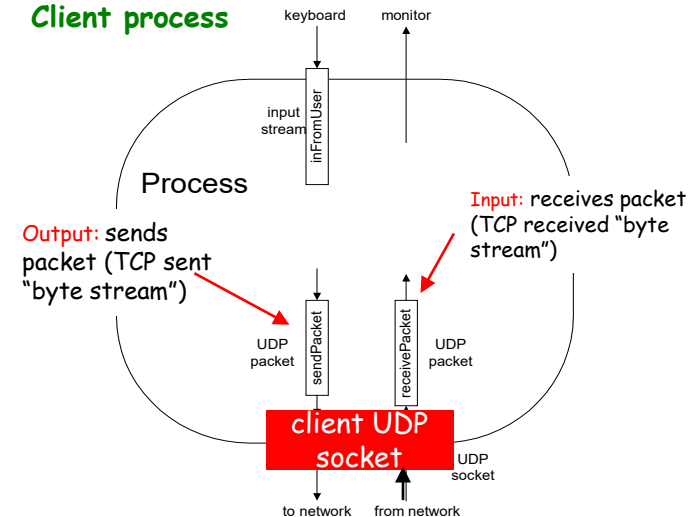 Client process
keyboard
monitor
input
stream
inFromUser
Process
Input: receives packet
(TCP received “byte
stream”)
Output: sends
packet (TCP sent
“byte stream”)
UDP
packet
sendPacket
receivePacket
UDP
packet
client UDP
socket
UDP
socket
to network
from network